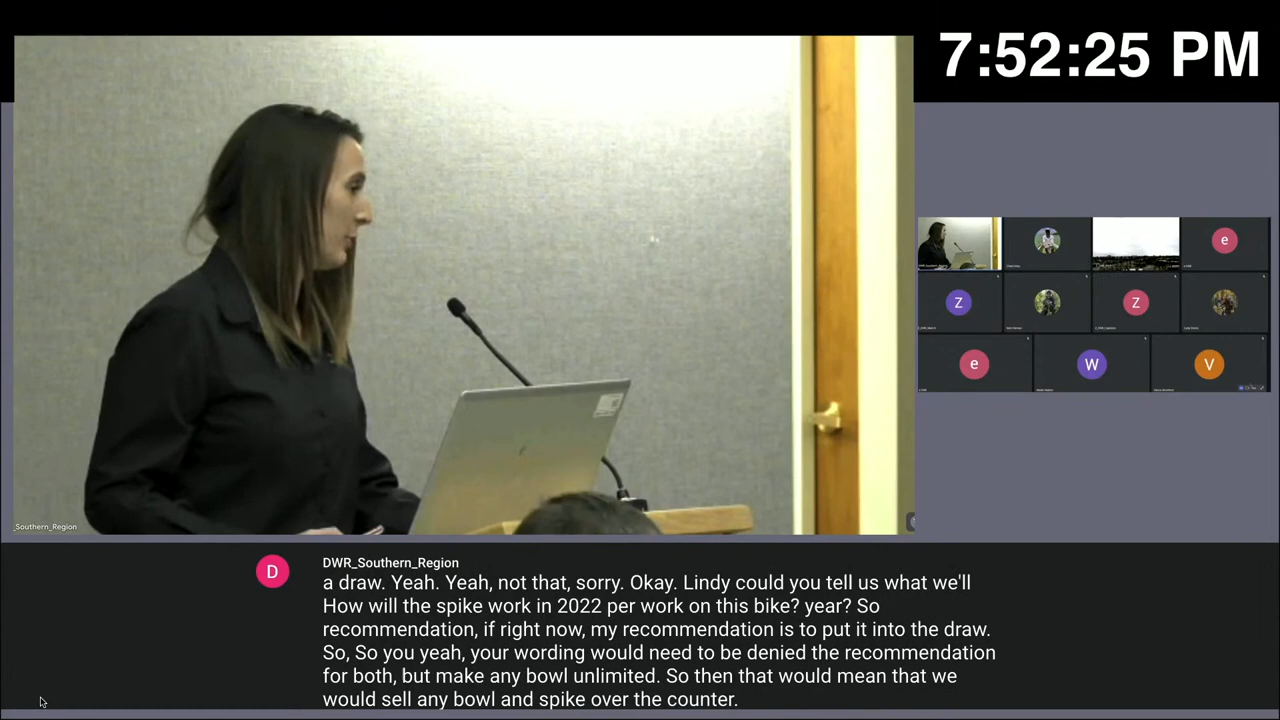 7:52:25 PM
e
Z
Z
e
W
V
_Southern_Region
D
DWR_Southern_Region
a draw. Yeah. Yeah, not that, sorry. Okay. Lindy could you tell us what we'll
How will the spike work in 2022 per work on this bike? year? So
recommendation, if right now, my recommendation is to put it into the draw.
So, So you yeah, your wording would need to be denied the recommendation
for both, but make any bowl unlimited. So then that would mean that we
would sell any bowl and spike over the counter.